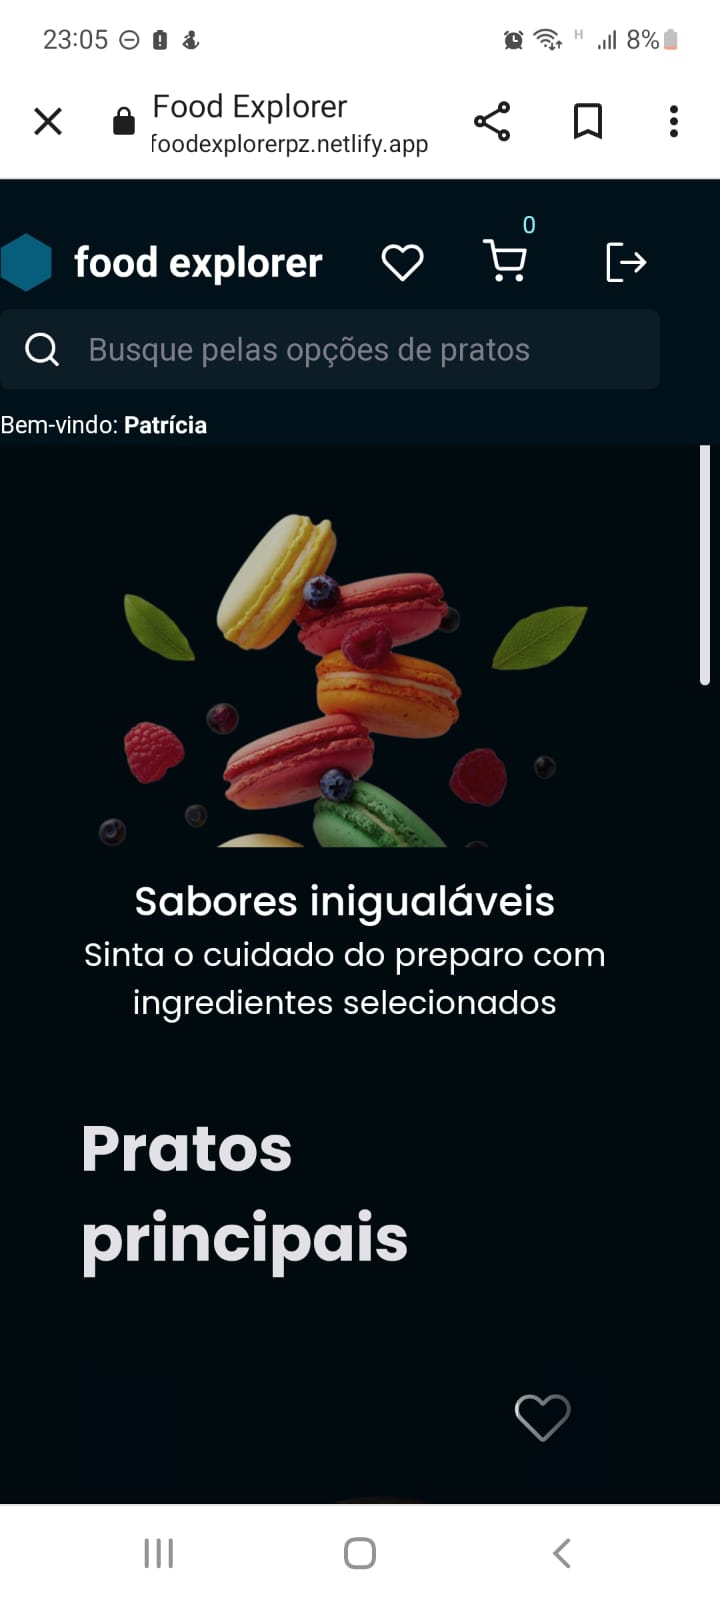 23:05
H
8%
Food Explorer
foodexplorerpz.netlify.app
0
food explorer
Busque pelas opções de pratos
Bem-vindo: Patrícia
Sabores inigualáveis
Sinta o cuidado do preparo com
ingredientes selecionados
Pratos
principais